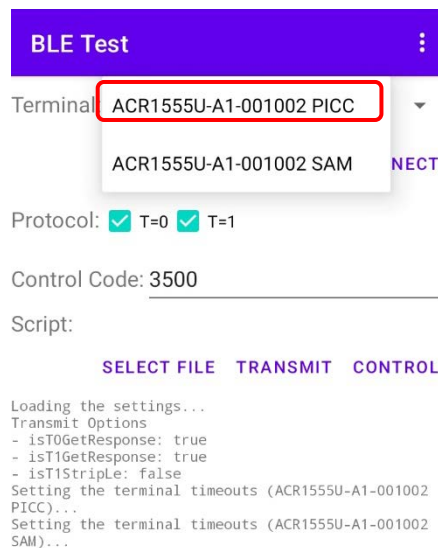 BLE Test
Terminal: ACR1555U-A1-001002 PICC
ACR1555U-A1-001002 SAM
NECT
Protocol: T=0 T=1
Control Code: 3500
Script:
SELECT FILE TRANSMIT CONTROL
Loading the settings...
Transmit Options
- isT0GetResponse: true
- isT1GetResponse: true
- isT1StripLe: false
Setting the terminal timeouts (ACR1555U-A1-001002
PICC)...
Setting the terminal timeouts (ACR1555U-A1-001002
SAM)...